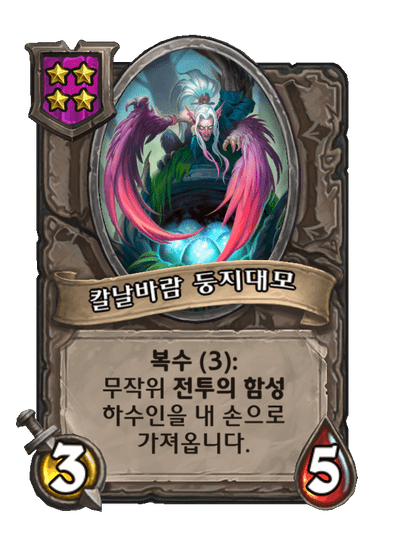 칼날바람 둥지대모
복수 (3):
무작위 전투의 함성
하수인을 내 손으로
가져옵니다.
3
5